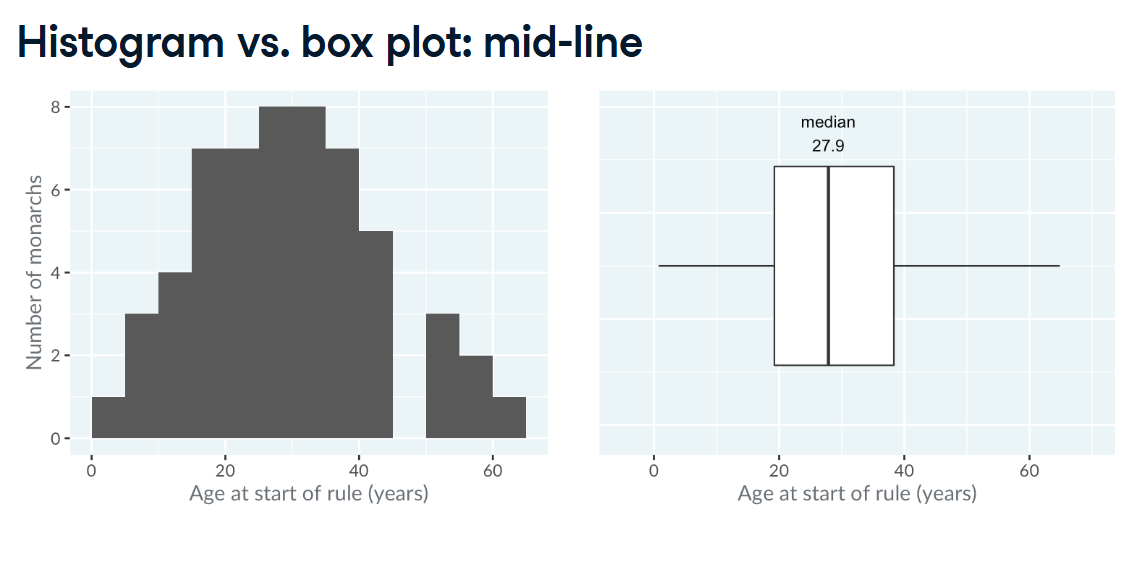 Histogram vs. box plot: mid-line
Number of monarchs
8
6
4
2
0
0 20 40 60
Age at start of rule (years)
median
27.9
0 20 40 60
Age at start of rule (years)